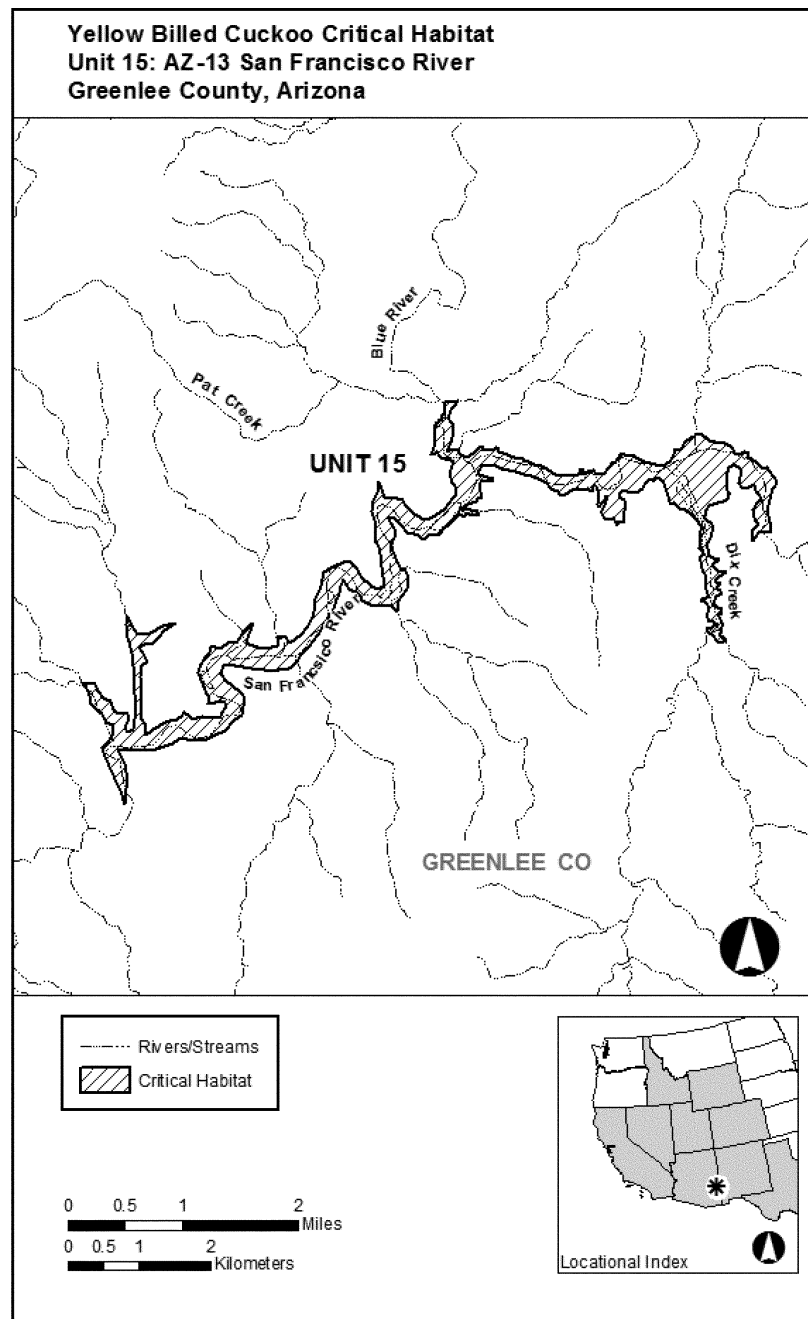 Yellow Billed Cuckoo Critical Habitat
Unit 15: AZ-13 San Francisco River
Greenlee County, Arizona
Blue River
Pat Creek
UNIT 15
Dix Creek
San Francsico River
GREENLEE CO
Rivers/Streams
Critical Habitat
0 0.5 1 2
Miles
0 0.5 1 2
Kilometers
Locational Index